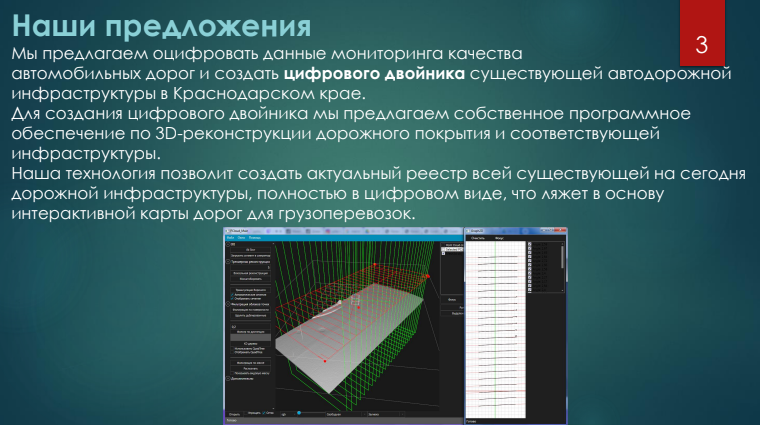 Наши предложения
3
Мы предлагаем оцифровать данные мониторинга качества
автомобильных дорог и создать цифрового двойника существующей автодорожной
инфраструктуры в Краснодарском крае.
Для создания цифрового двойника мы предлагаем собственное программное
обеспечение по 3D-реконструкции дорожного покрытия и соответствующей
инфраструктуры.
Наша технология позволит создать актуальный реестр всей существующей на сегодня
дорожной инфраструктуры, полностью в цифровом виде, что ляжет в основу
интерактивной карты дорог для грузоперевозок.